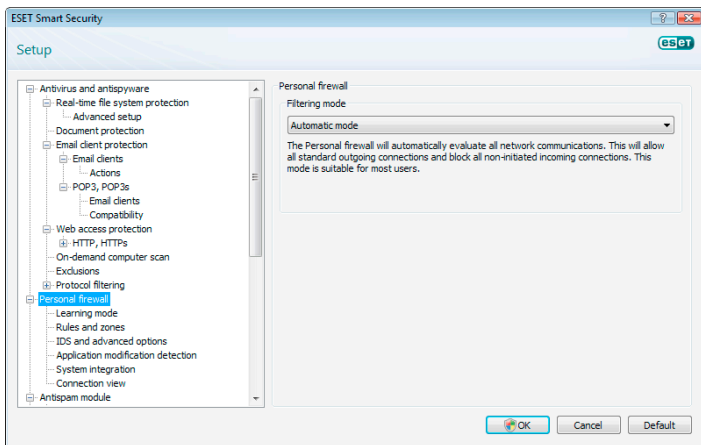 ESET Smart Security
Setup
eset
Antivirus and antispyware
Real-time file system protection
Advanced setup
Document protection
Email client protection
Email clients
Actions
POP3, POP3s
Email clients
Compatibility
Web access protection
HTTP, HTTPs
On-demand computer scan
Exclusions
Protocol filtering
Personal firewall
Learning mode
Rules and zones
IDS and advanced options
Application modification detection
System integration
Connection view
Antispam module
Personal firewall
Filtering mode
Automatic mode
The Personal firewall will automatically evaluate all network communications. This will allow
all standard outgoing connections and block all non-initiated incoming connections. This
mode is suitable for most users.
OK
Cancel
Default